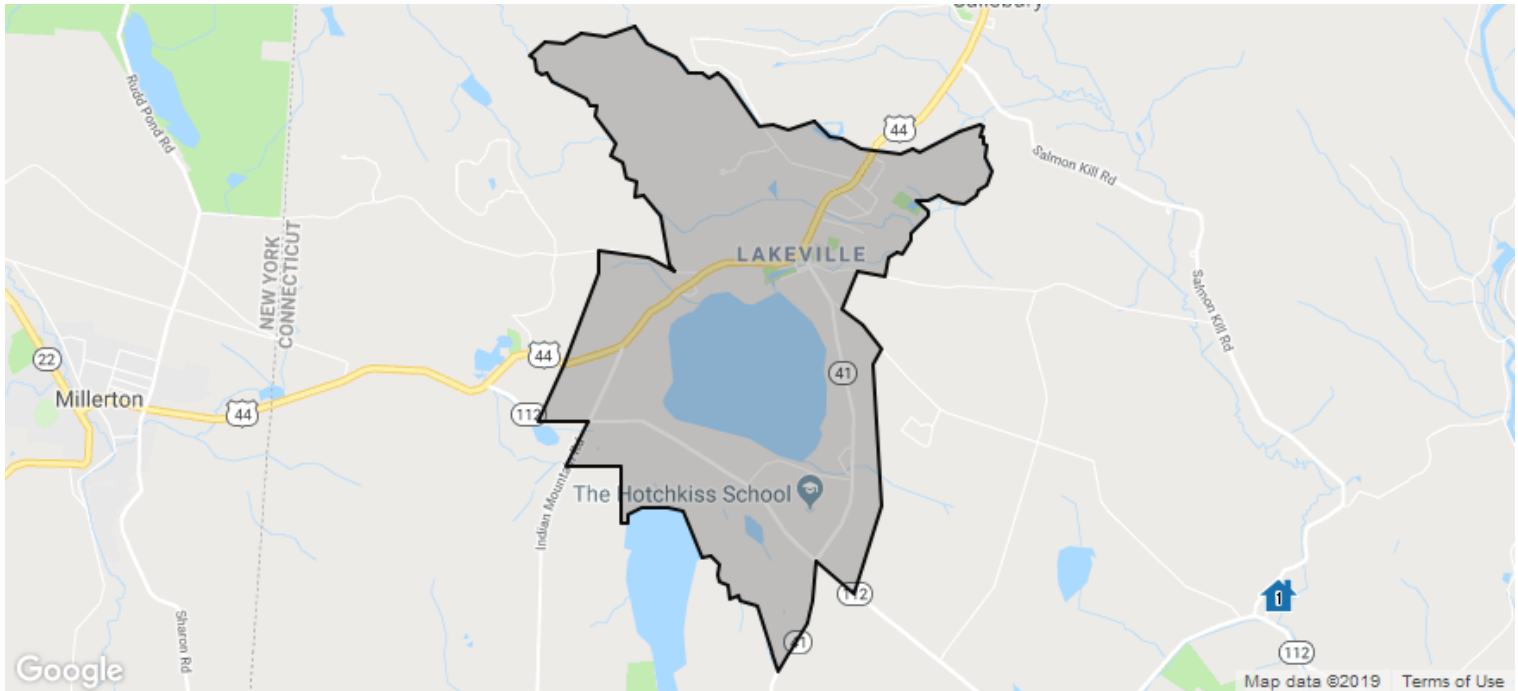 Salisbury
Rudd Pond Rd
44
Salmon Kill Rd
NEW YORK
CONNECTICUT
LAKEVILLE
Salmon Kill Rd
22
44
41
Millerton
44
112
Indian Mountain Rd
The Hotchkiss School
112
1
Sharon Rd
41
112
Google
Map data ©2019 Terms of Use